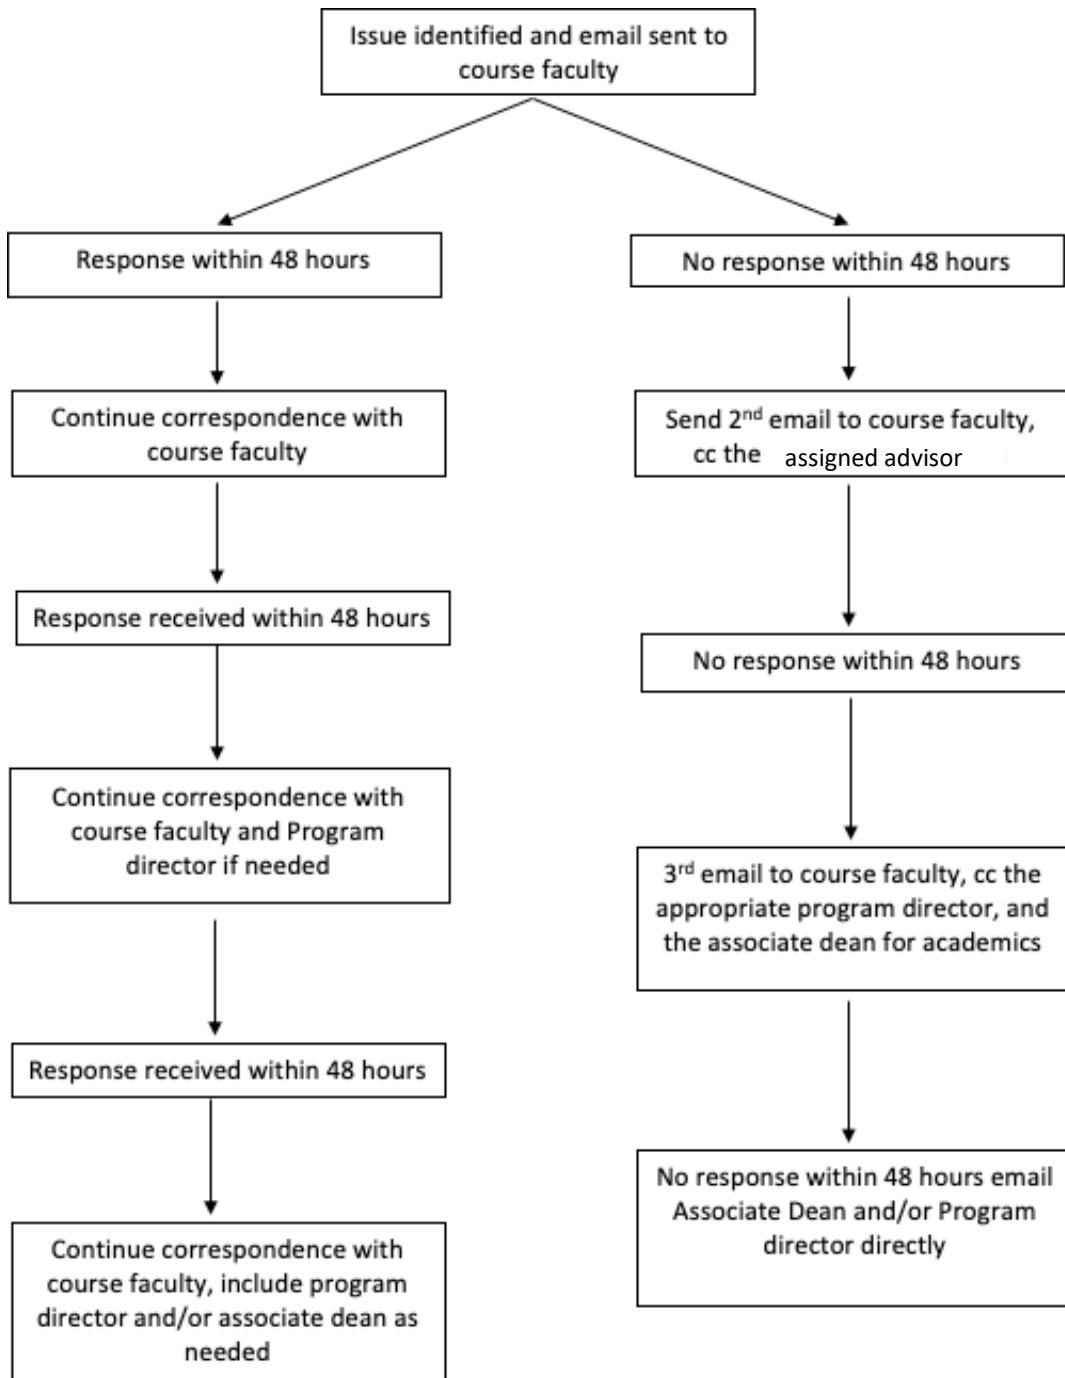 Issue identified and email sent to
course faculty
Response within 48 hours
No response within 48 hours
Continue correspondence with
course faculty
Send 2nd email to course faculty,
cc the assigned advisor
Response received within 48 hours
No response within 48 hours
Continue correspondence with
course faculty and Program
director if needed
3rd email to course faculty, cc the
appropriate program director, and
the associate dean for academics
Response received within 48 hours
No response within 48 hours email
Associate Dean and/or Program
director directly
Continue correspondence with
course faculty, include program
director and/or associate dean as
needed